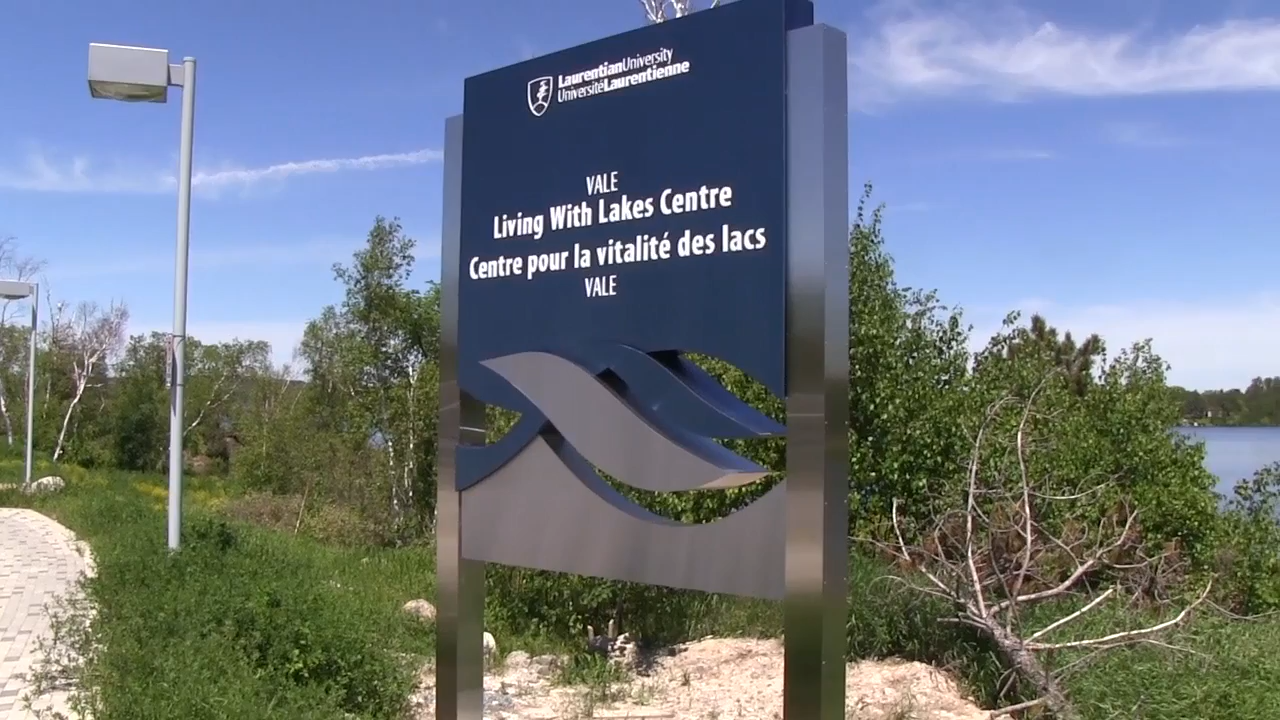 LaurentianUniversity
UniversitéLaurentienne
VALE
Living With Lakes Centre
Centre pour la vitalité des lacs
VALE